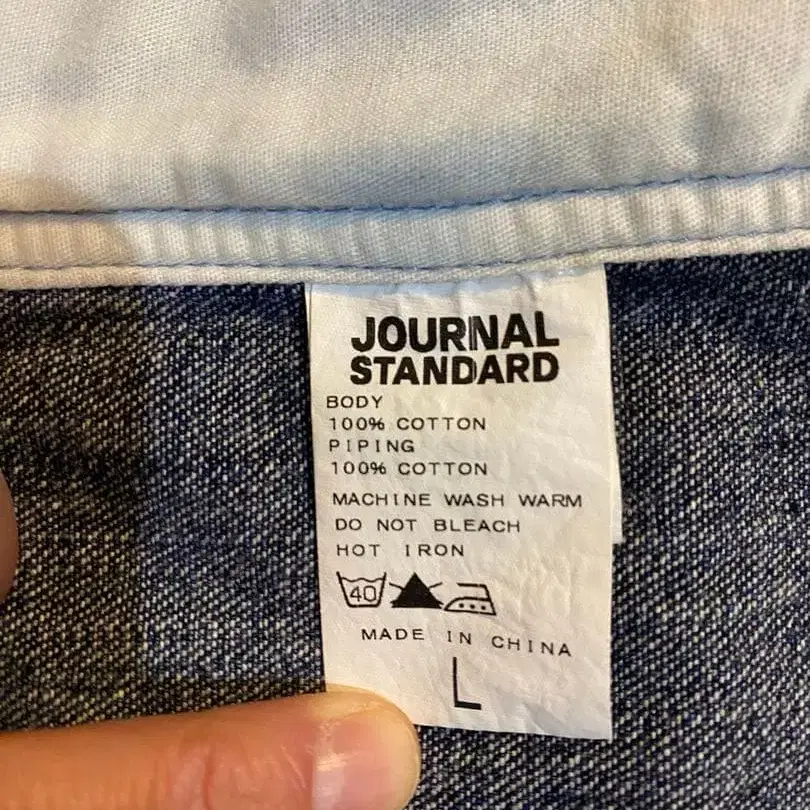 JOURNAL
STANDARD
BODY
100% COTTON
PIPING
100% COTTON
MACHINE WASH WARM
DO NOT BLEACH
HOT IRON
40
MADE IN CHINA
L